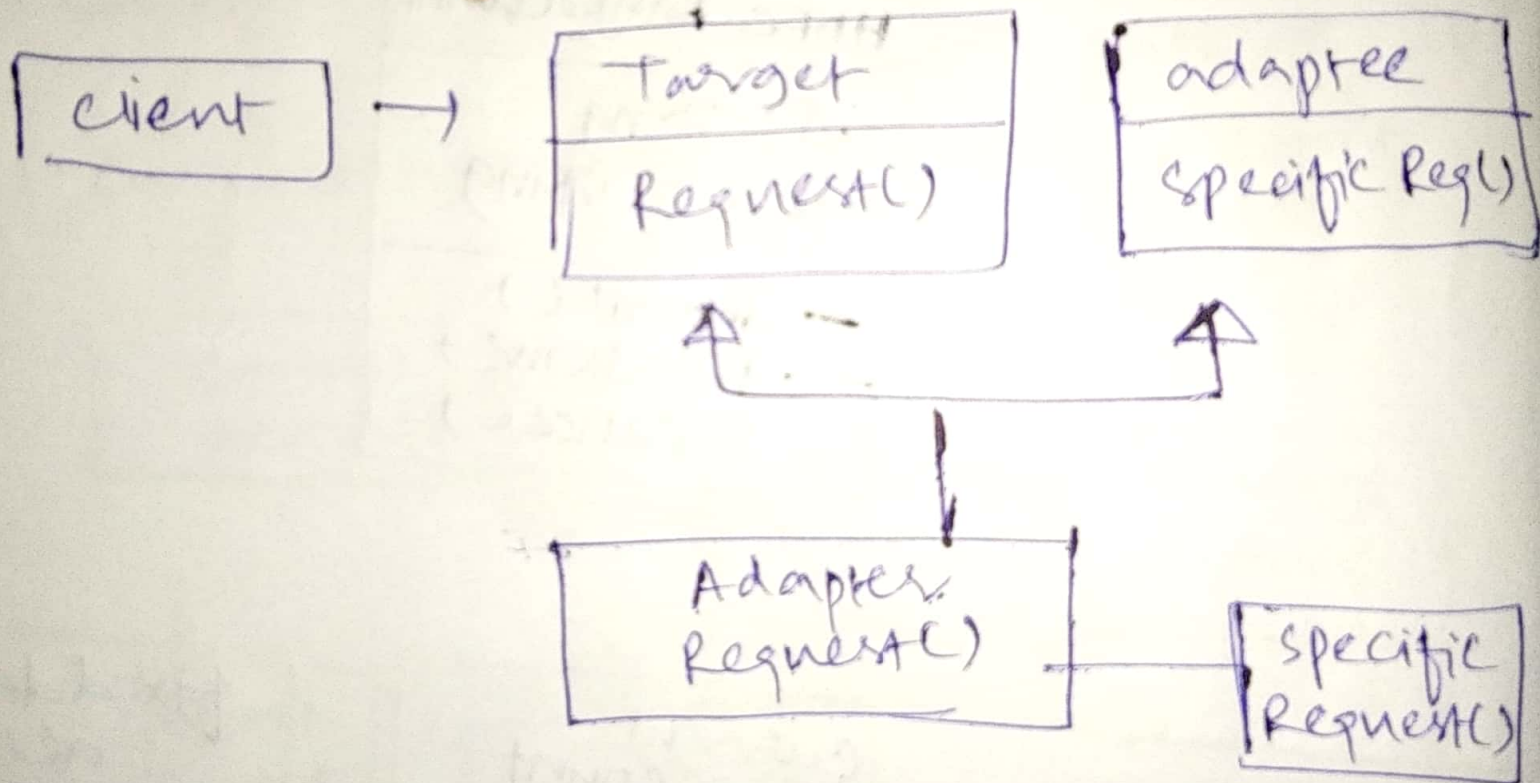 client
Target
Request()
adaptee
specific Req()
Adapter
Request()
specific
Request()